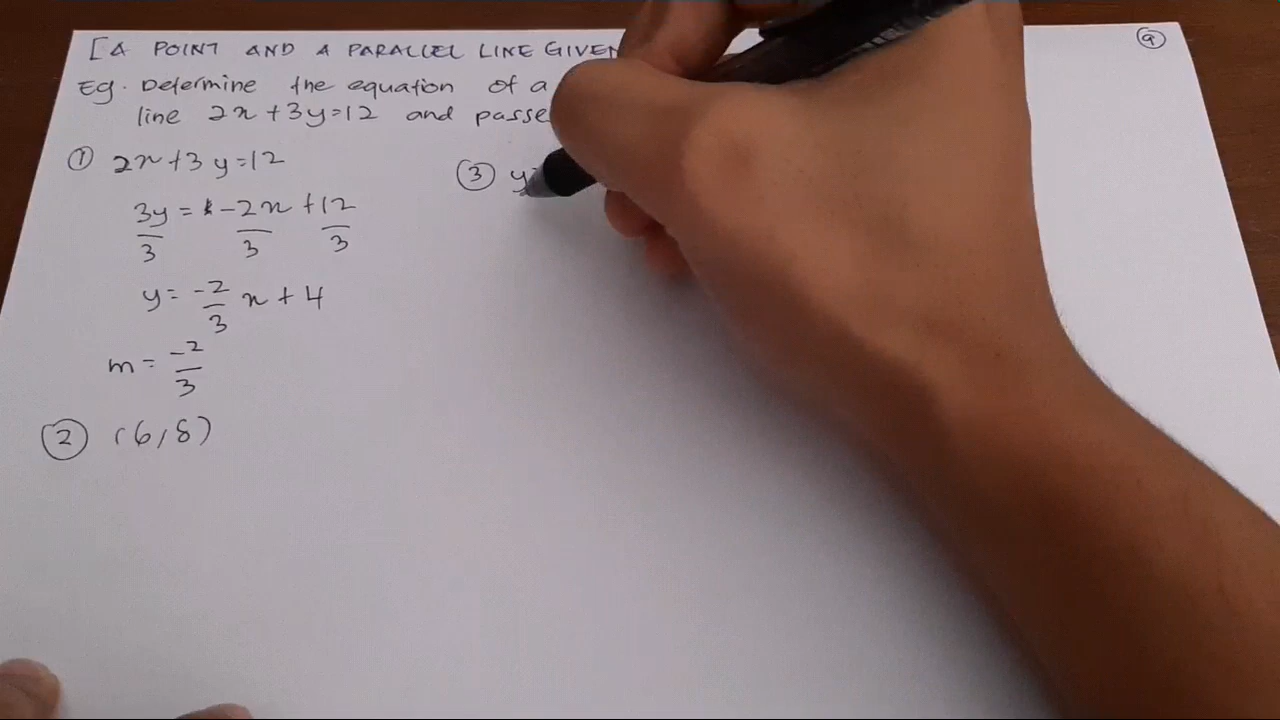 [A POINT AND A PARALLEL LINE GIVEN
9
Eg. Determine the equation of a
line 2x+3y=12 and passe
① 2x+3y=12
3y = -2x +12
3 3 3
y = -2/3 x + 4
m = -2/3
② (6,8)
③ y=